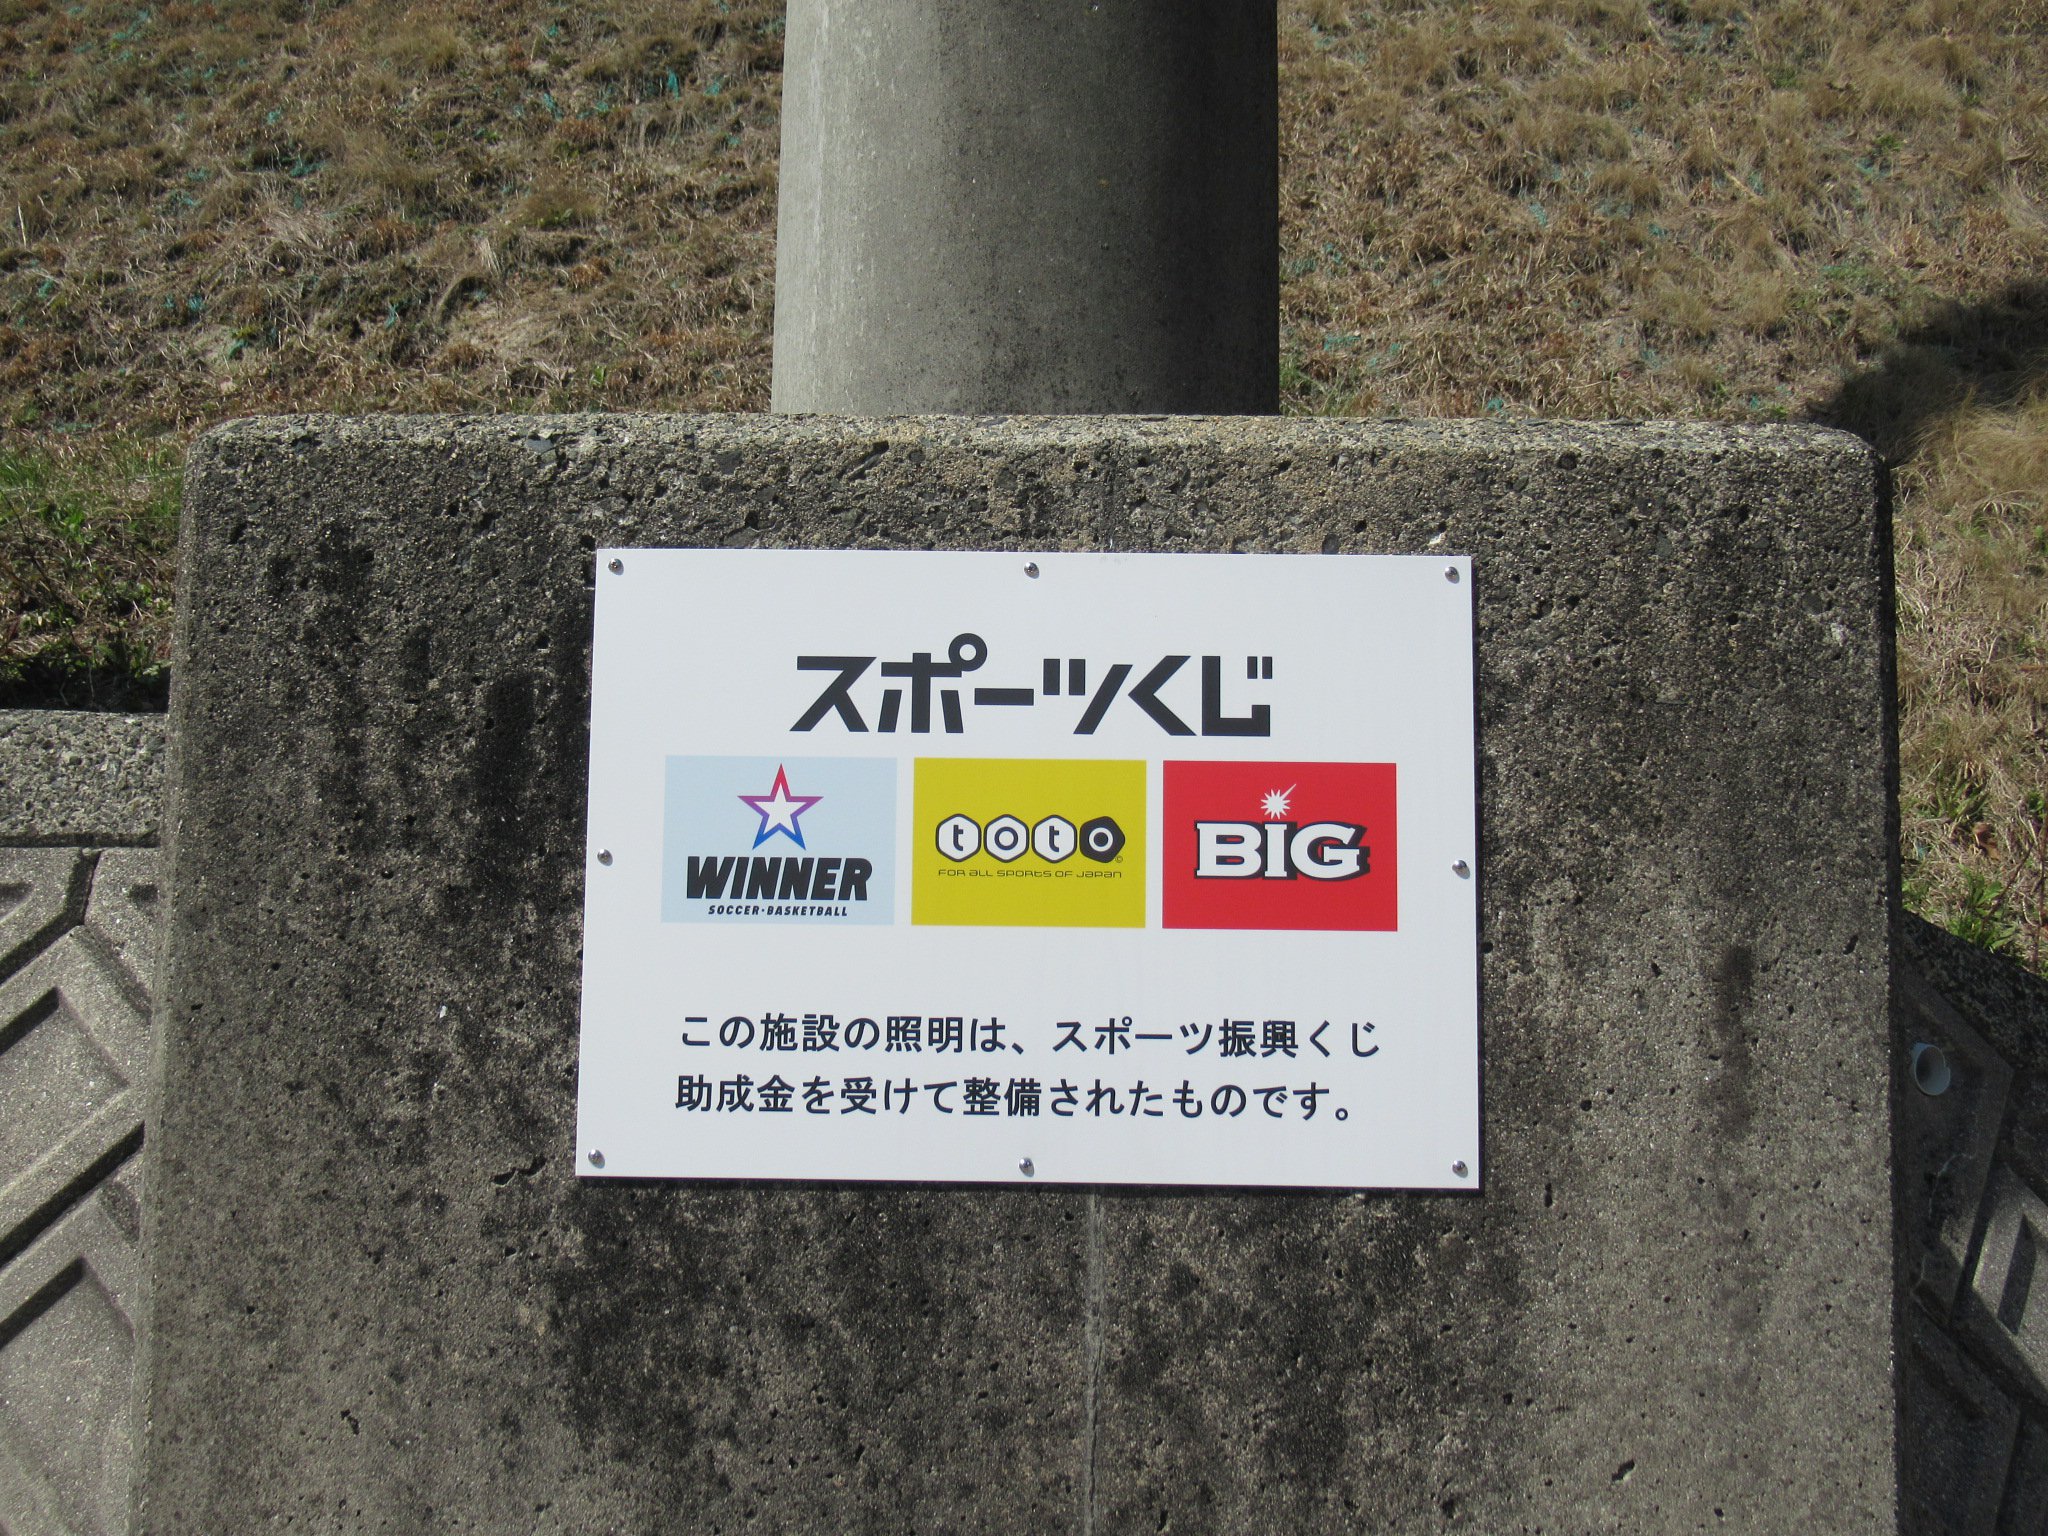 スポーツくじ
WINNER
SOCCER・BASKETBALL
toto
FOR ALL SPORTS OF JAPAN
BIG
この施設の照明は、スポーツ振興くじ
助成金を受けて整備されたものです。